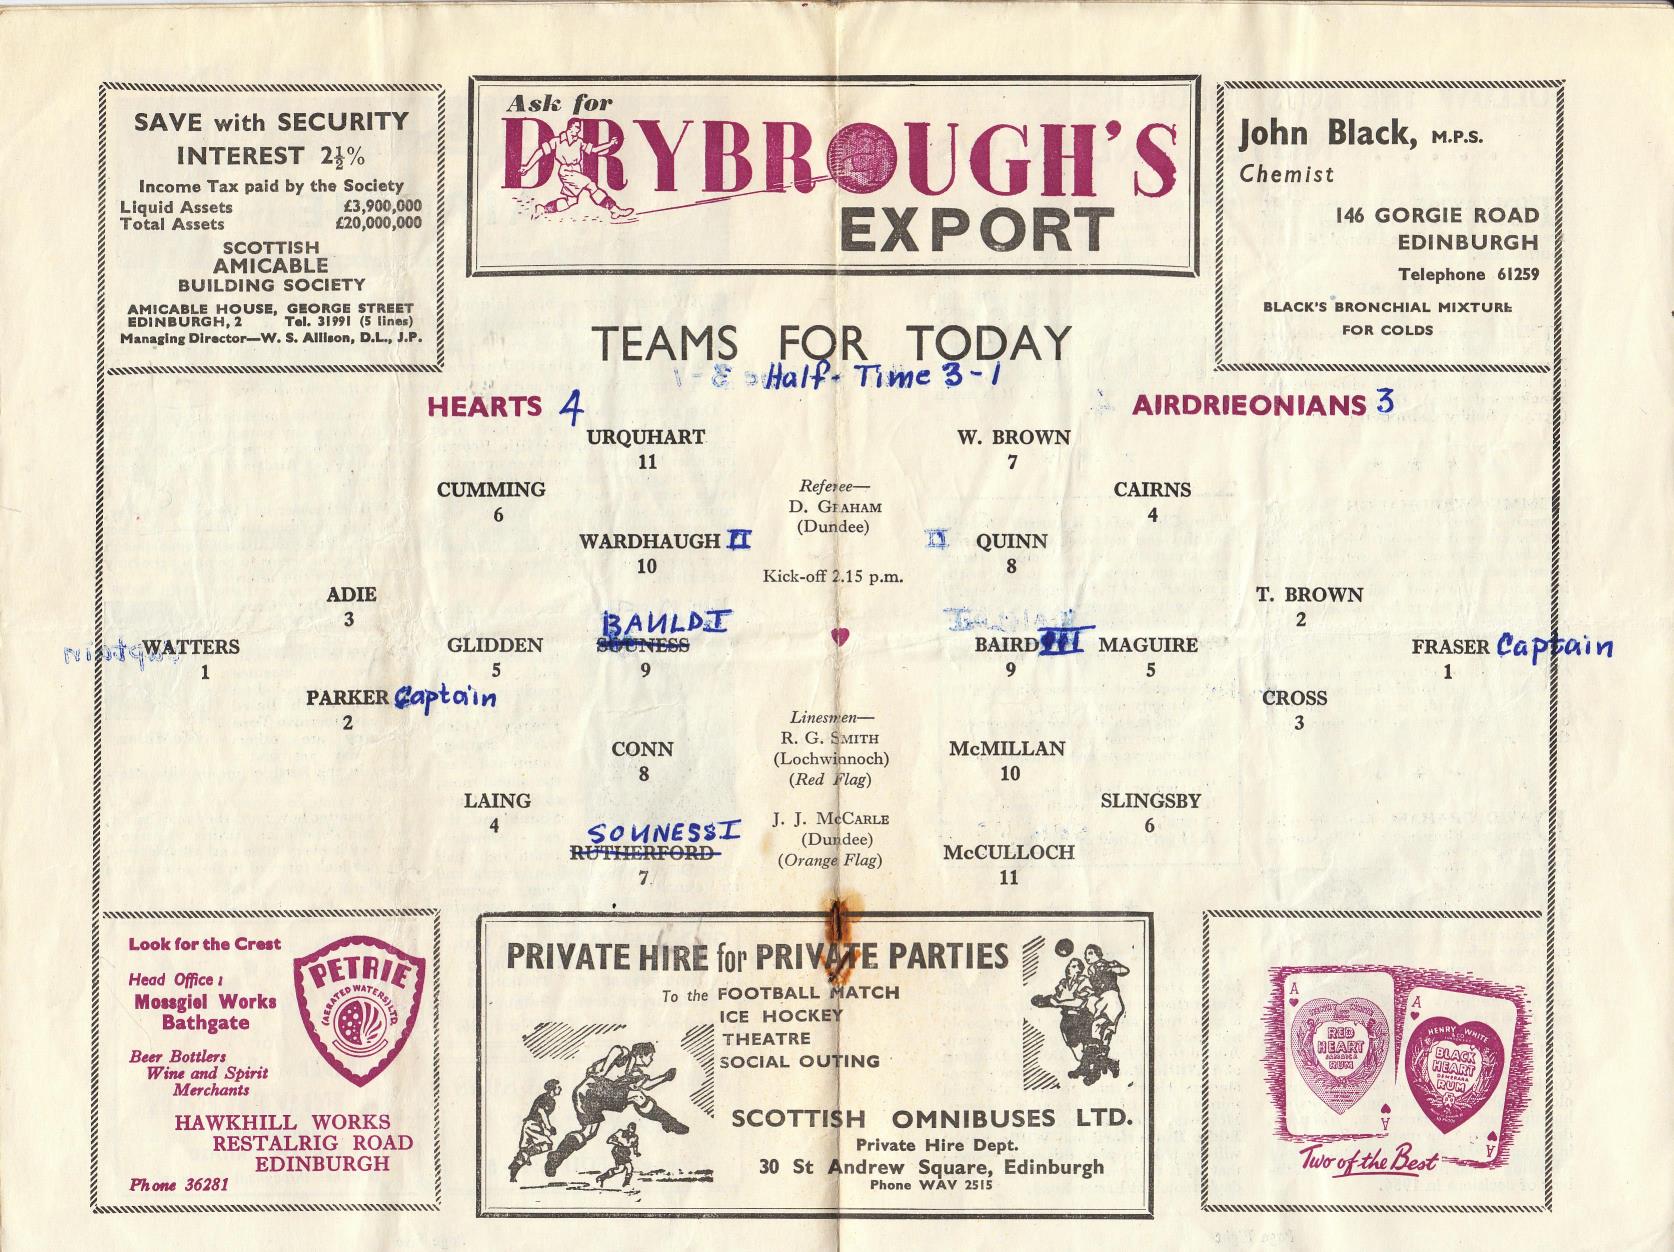 SAVE with SECURITY
INTEREST 2½%
Income Tax paid by the Society
Liquid Assets £3,900,000
Total Assets £20,000,000
SCOTTISH
AMICABLE
BUILDING SOCIETY
AMICABLE HOUSE, GEORGE STREET
EDINBURGH, 2 Tel. 31991 (5 lines)
Managing Director—W. S. Allison, D.L., J.P.
Ask for
DRYBROUGH'S
EXPORT
John Black, M.P.S.
Chemist
146 GORGIE ROAD
EDINBURGH
Telephone 61259
BLACK'S BRONCHIAL MIXTURE
FOR COLDS
TEAMS FOR TODAY
Half-Time 3-1
HEARTS 4
AIRDRIEONIANS 3
URQUHART
11
W. BROWN
7
CUMMING
6
Referee—
D. GRAHAM
(Dundee)
CAIRNS
4
WARDHAUGH II
10
QUINN
8
Kick-off 2.15 p.m.
ADIE
3
T. BROWN
2
BAULD I
WATTERS
1
GLIDDEN
5
SOUNESS
9
BAIRD III
9
MAGUIRE
5
FRASER Captain
1
PARKER Captain
2
CROSS
3
Linesmen—
R. G. SMITH
(Lochwinnoch)
(Red Flag)
CONN
8
McMILLAN
10
LAING
4
SLINGSBY
6
J. J. McCARLE
(Dundee)
(Orange Flag)
SOUNESS I
RUTHERFORD
7
McCULLOCH
11
Look for the Crest
Head Office:
Mossgiel Works
Bathgate
Beer Bottlers
Wine and Spirit
Merchants
HAWKHILL WORKS
RESTALRIG ROAD
EDINBURGH
Phone 36281
PETRIE
(AERATED WATERS) LTD.
PRIVATE HIRE for PRIVATE PARTIES
To the FOOTBALL MATCH
ICE HOCKEY
THEATRE
SOCIAL OUTING
SCOTTISH OMNIBUSES LTD.
Private Hire Dept.
30 St Andrew Square, Edinburgh
Phone WAV 2515
A
RED
HEART
JAMAICA
RUM
A
A
HENRY WHITE
BLACK
HEART
DEMERARA
RUM
A
Two of the Best